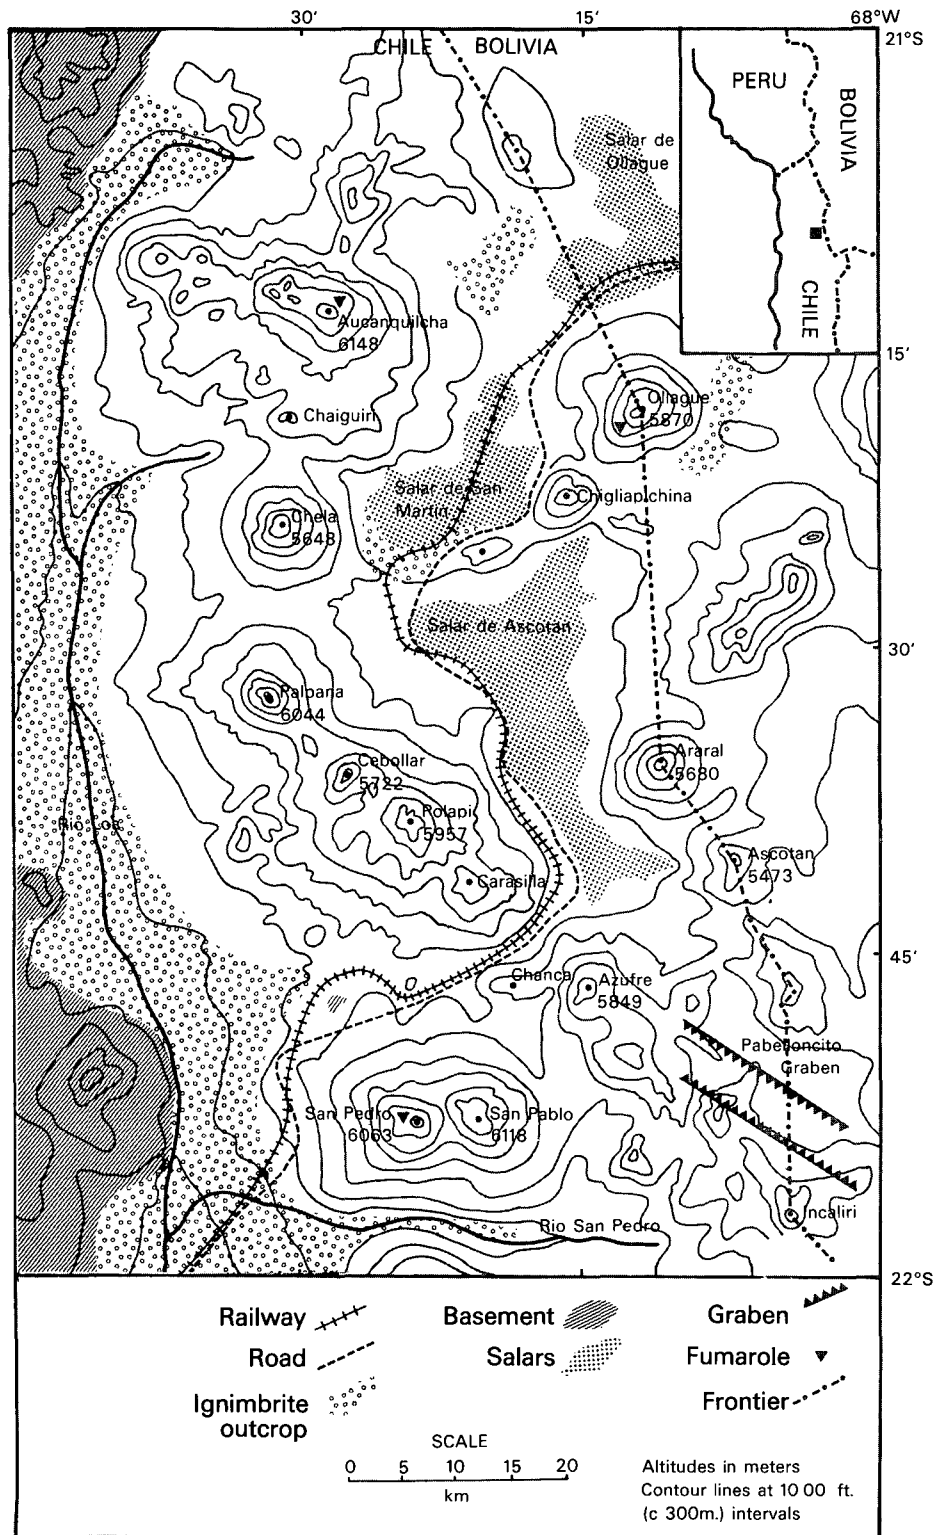 30′
15′
68°W
21°S
CHILE
BOLIVIA
PERU
BOLIVIA
CHILE
Salar de
Ollague
15′
Aucanquilcha
6148
Ollague
5870
Chaiguiri
Salar de San
Martin
Chigliapichina
Chela
5648
Salar de Ascotan
30′
Palpana
6044
Cebollar
5722
Araral
5680
Polapi
5957
Rio Loa
Ascotan
5473
Carasilla
45′
Chanca
Azufre
5849
Pabelloncito
Graben
San Pedro
6063
San Pablo
6118
Incaliri
Rio San Pedro
22°S
Railway
Basement
Graben
Road
Salars
Fumarole
Ignimbrite
outcrop
Frontier
SCALE
0 5 10 15 20
km
Altitudes in meters
Contour lines at 10 00 ft.
(c 300m.) intervals